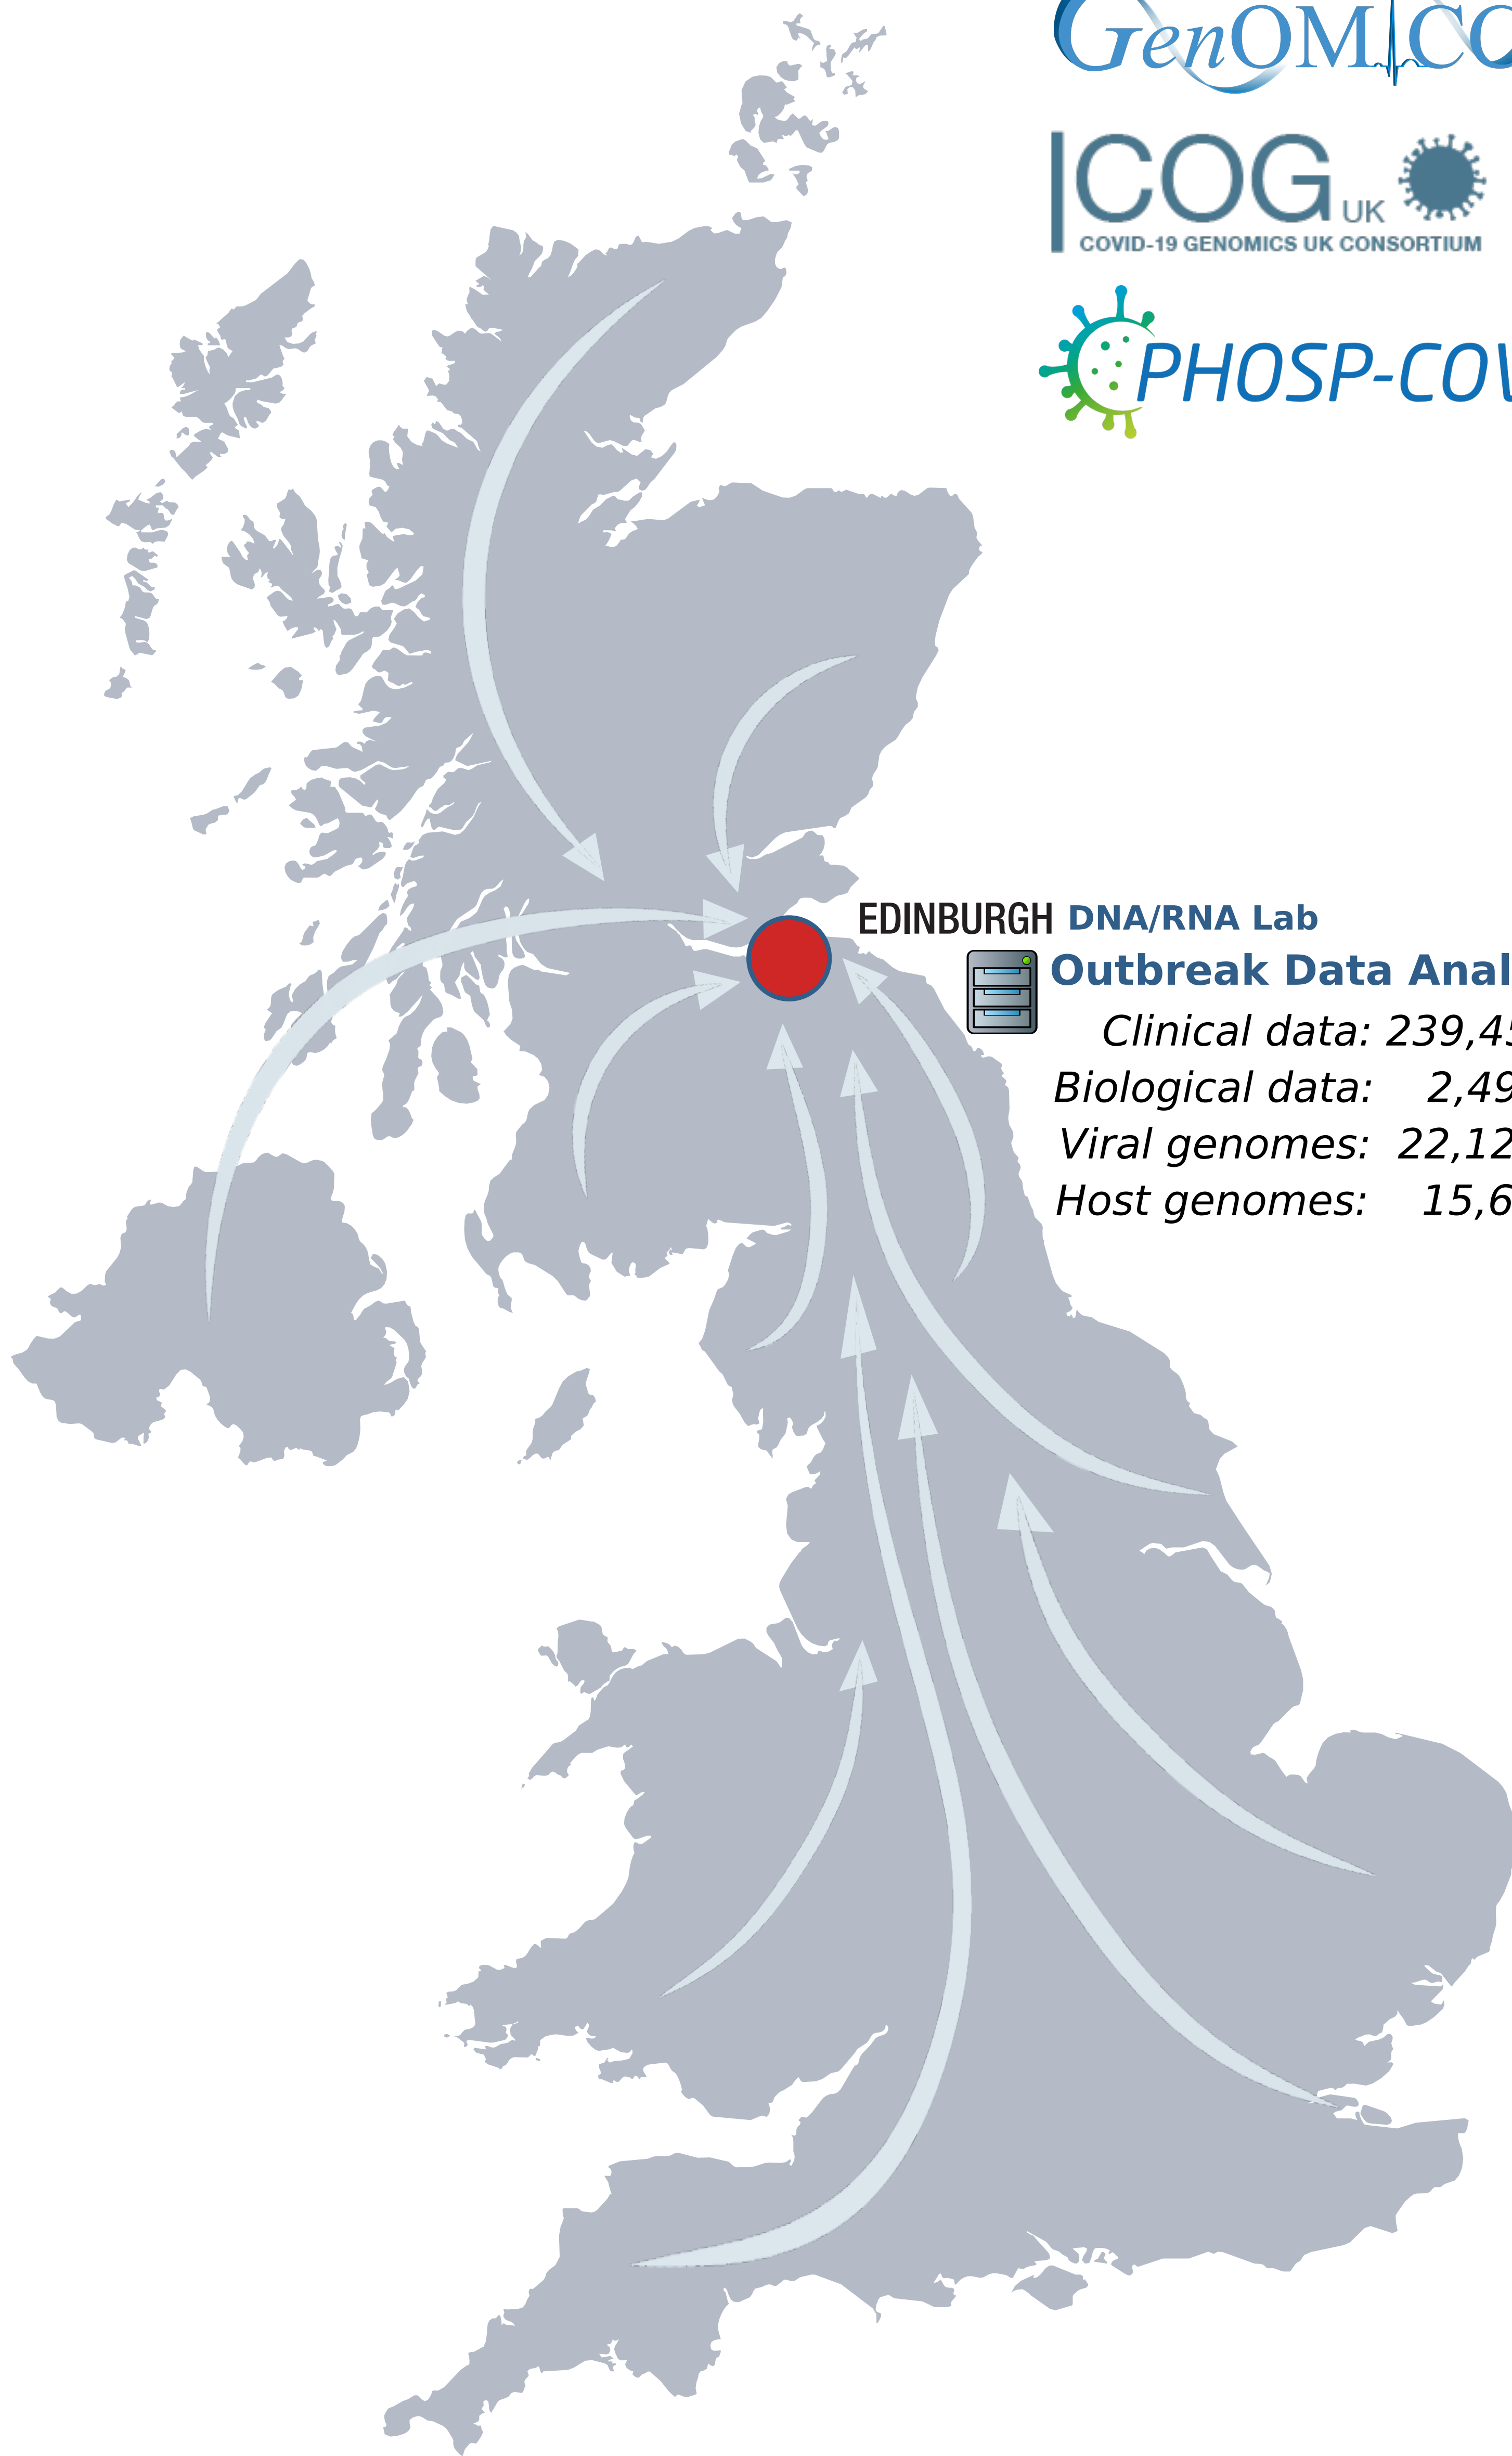 GenOMICC
COG UK
COVID-19 GENOMICS UK CONSORTIUM
PHOSP-COV
EDINBURGH DNA/RNA Lab
Outbreak Data Anal
Clinical data: 239,45
Biological data: 2,49
Viral genomes: 22,12
Host genomes: 15,6